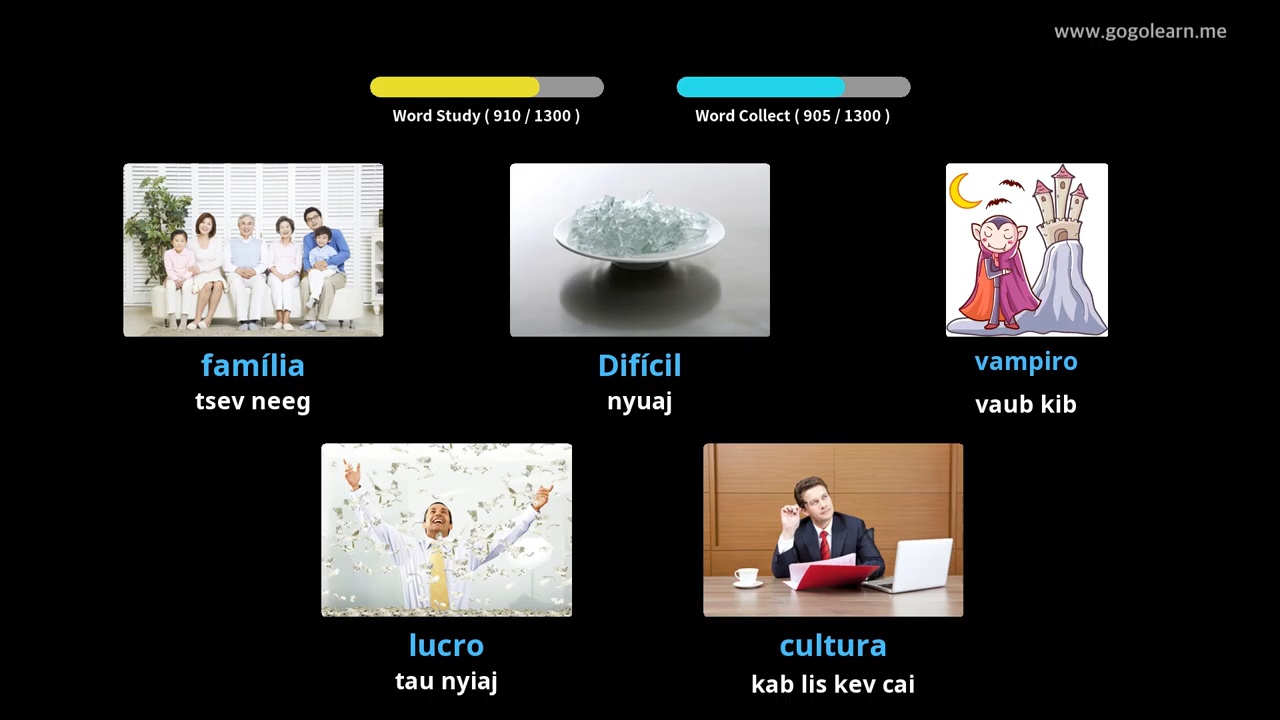 www.gogolearn.me
Word Study ( 910 / 1300 )
Word Collect ( 905 / 1300 )
família
tsev neeg
Difícil
nyuaj
vampiro
vaub kib
lucro
tau nyiaj
cultura
kab lis kev cai